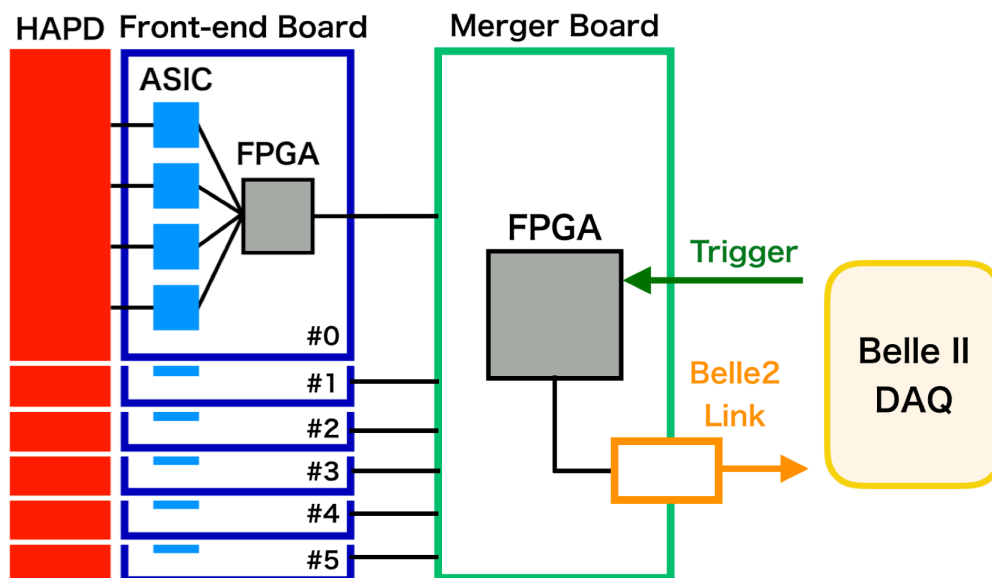 HAPD
Front-end Board
Merger Board
ASIC
FPGA
#0
#1
#2
#3
#4
#5
FPGA
Trigger
Belle2
Link
Belle II
DAQ